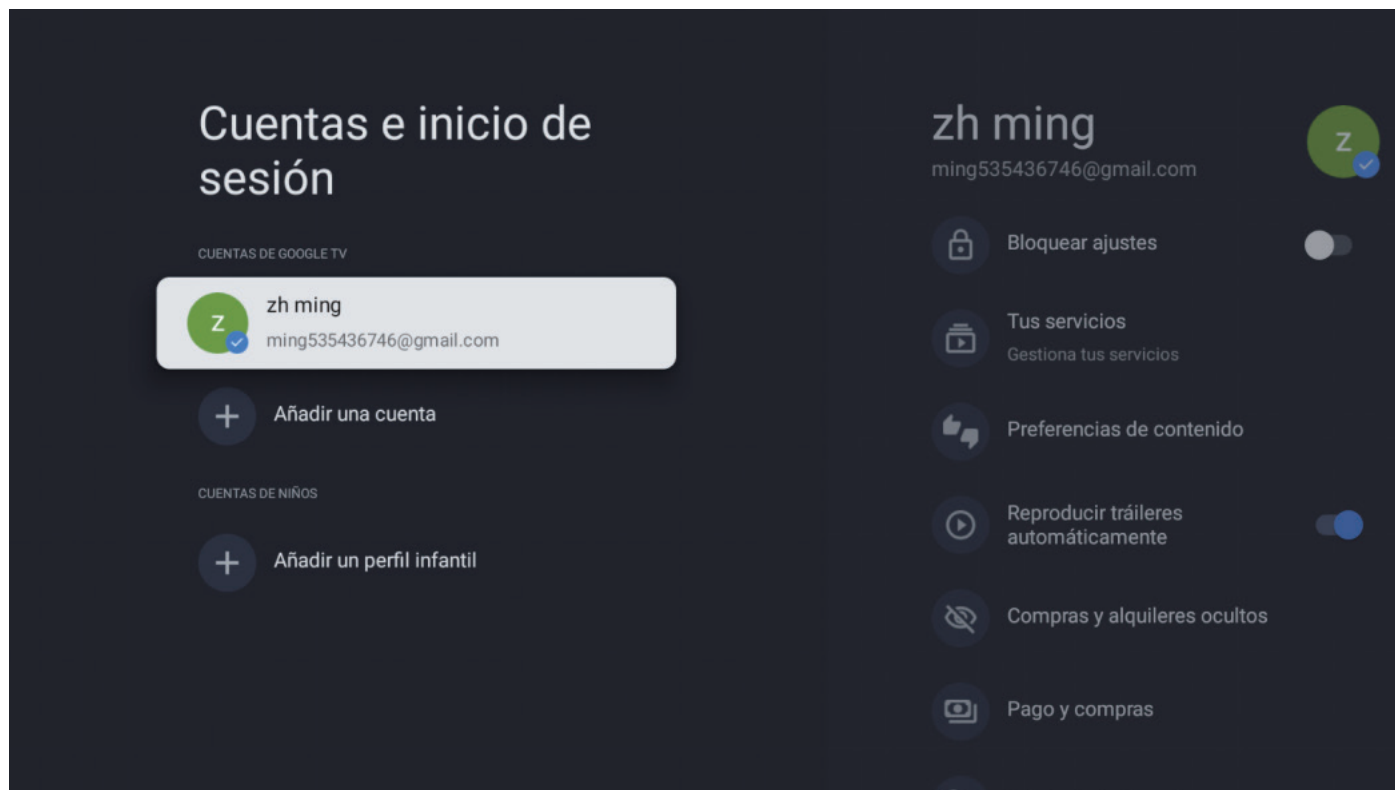 Cuentas e inicio de
sesión
CUENTAS DE GOOGLE TV
Z
zh ming
ming535436746@gmail.com
Añadir una cuenta
CUENTAS DE NIÑOS
Añadir un perfil infantil
zh ming
ming535436746@gmail.com
Z
Bloquear ajustes
Tus servicios
Gestiona tus servicios
Preferencias de contenido
Reproducir tráileres
automáticamente
Compras y alquileres ocultos
Pago y compras